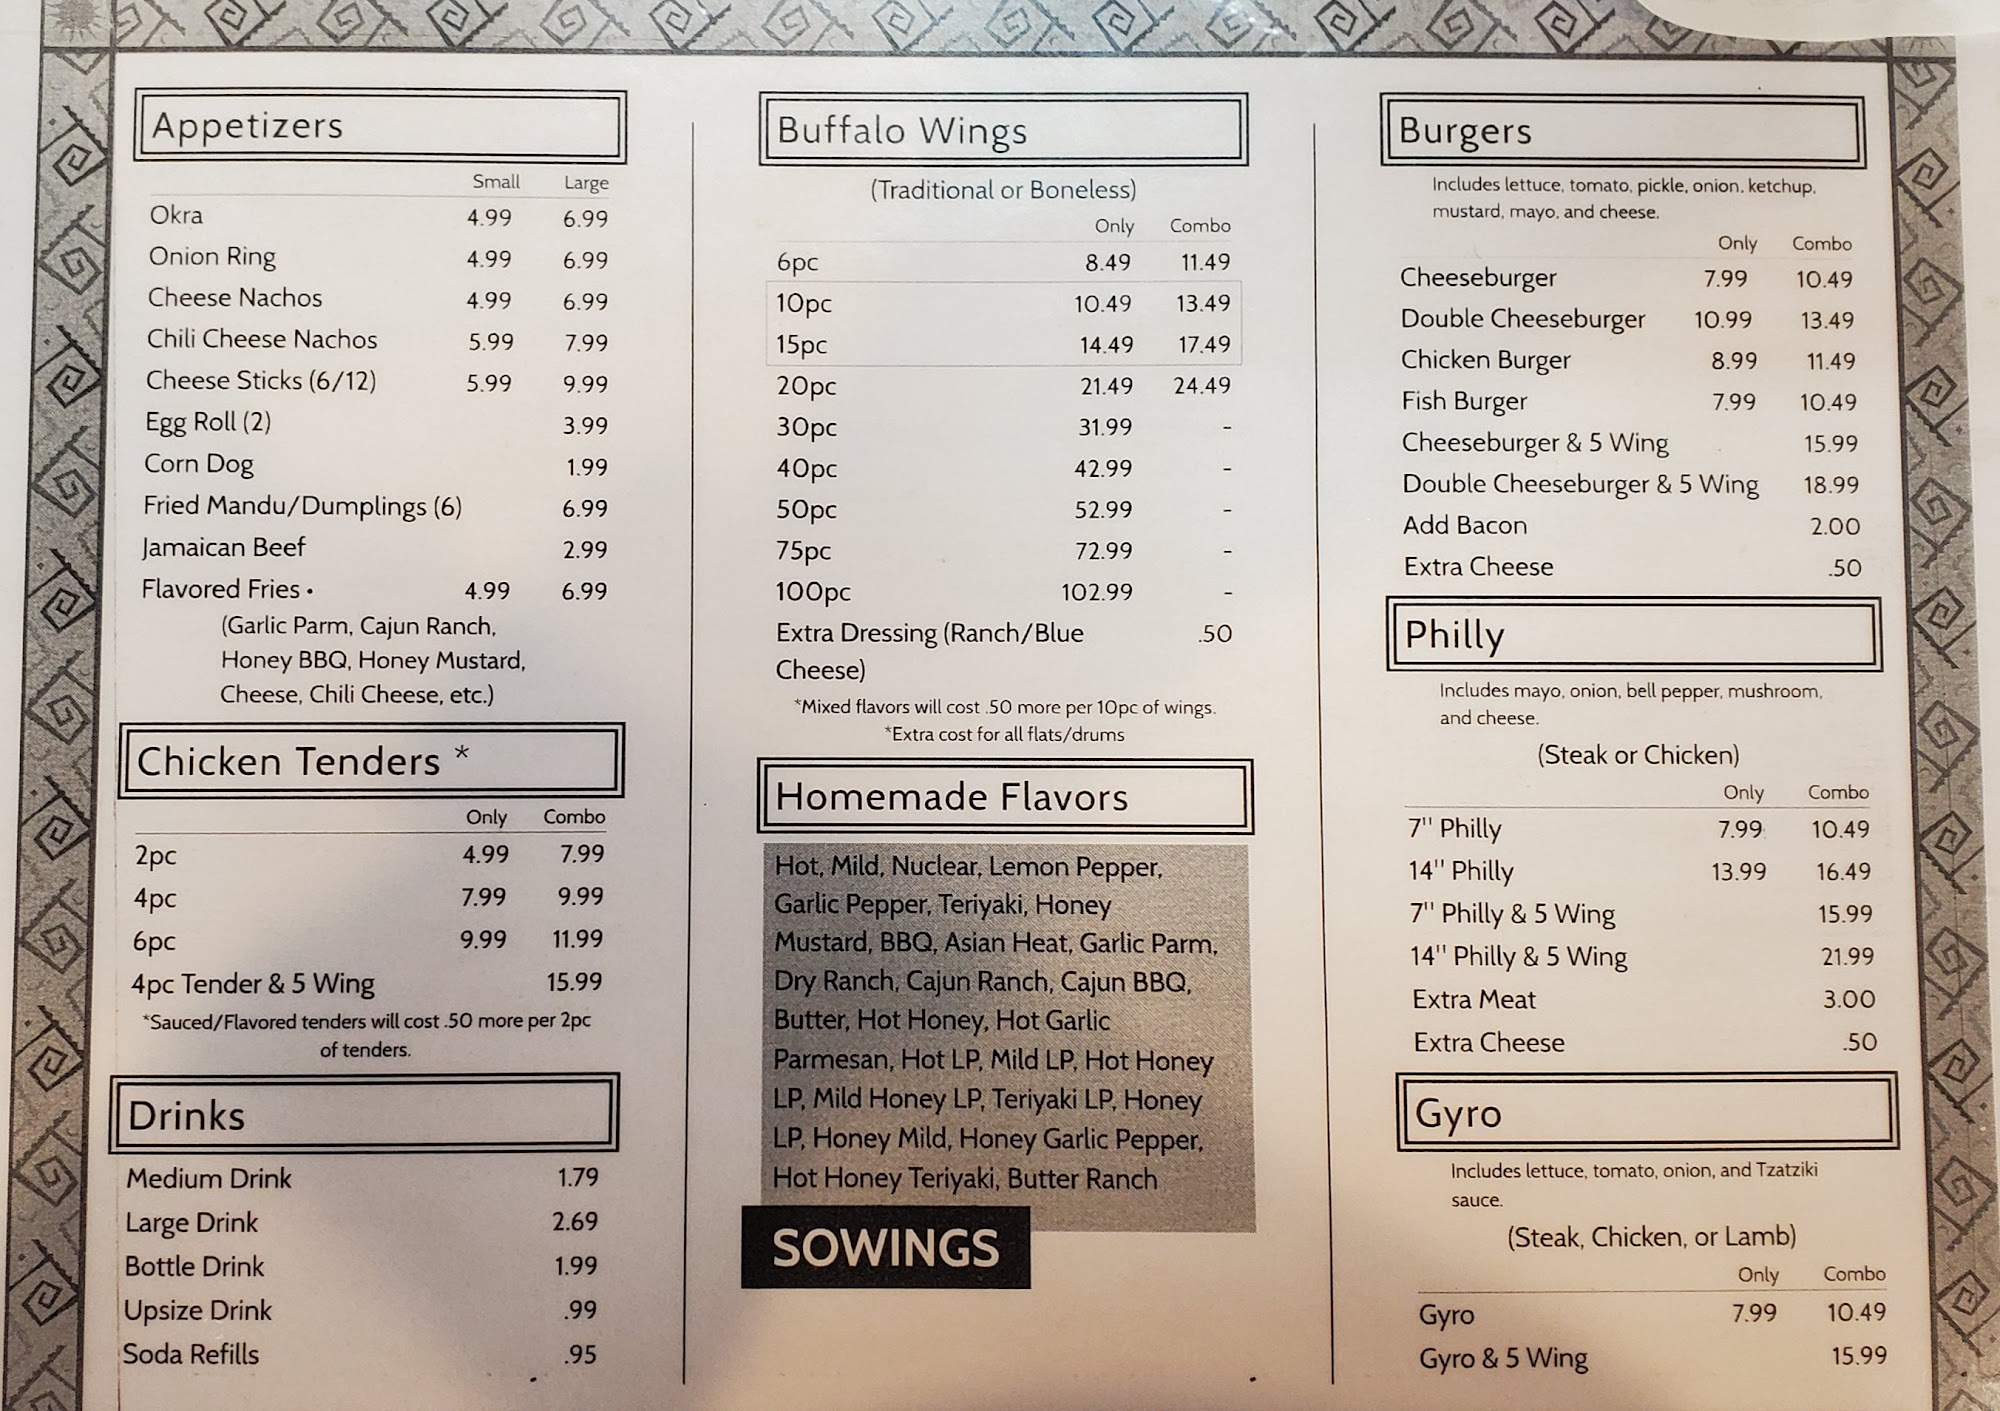 Appetizers
Small Large
Okra 4.99 6.99
Onion Ring 4.99 6.99
Cheese Nachos 4.99 6.99
Chili Cheese Nachos 5.99 7.99
Cheese Sticks (6/12) 5.99 9.99
Egg Roll (2) 3.99
Corn Dog 1.99
Fried Mandu/Dumplings (6) 6.99
Jamaican Beef 2.99
Flavored Fries • 4.99 6.99
(Garlic Parm, Cajun Ranch,
Honey BBQ, Honey Mustard,
Cheese, Chili Cheese, etc.)
Chicken Tenders *
Only Combo
2pc 4.99 7.99
4pc 7.99 9.99
6pc 9.99 11.99
4pc Tender & 5 Wing 15.99
*Sauced/Flavored tenders will cost .50 more per 2pc
of tenders.
Drinks
Medium Drink 1.79
Large Drink 2.69
Bottle Drink 1.99
Upsize Drink .99
Soda Refills .95
Buffalo Wings
(Traditional or Boneless)
Only Combo
6pc 8.49 11.49
10pc 10.49 13.49
15pc 14.49 17.49
20pc 21.49 24.49
30pc 31.99 -
40pc 42.99 -
50pc 52.99 -
75pc 72.99 -
100pc 102.99 -
Extra Dressing (Ranch/Blue .50
Cheese)
*Mixed flavors will cost .50 more per 10pc of wings.
*Extra cost for all flats/drums
Homemade Flavors
Hot, Mild, Nuclear, Lemon Pepper,
Garlic Pepper, Teriyaki, Honey
Mustard, BBQ, Asian Heat, Garlic Parm,
Dry Ranch, Cajun Ranch, Cajun BBQ,
Butter, Hot Honey, Hot Garlic
Parmesan, Hot LP, Mild LP, Hot Honey
LP, Mild Honey LP, Teriyaki LP, Honey
LP, Honey Mild, Honey Garlic Pepper,
Hot Honey Teriyaki, Butter Ranch
SOWINGS
Burgers
Includes lettuce, tomato, pickle, onion, ketchup,
mustard, mayo, and cheese.
Only Combo
Cheeseburger 7.99 10.49
Double Cheeseburger 10.99 13.49
Chicken Burger 8.99 11.49
Fish Burger 7.99 10.49
Cheeseburger & 5 Wing 15.99
Double Cheeseburger & 5 Wing 18.99
Add Bacon 2.00
Extra Cheese .50
Philly
Includes mayo, onion, bell pepper, mushroom,
and cheese.
(Steak or Chicken)
Only Combo
7" Philly 7.99 10.49
14" Philly 13.99 16.49
7" Philly & 5 Wing 15.99
14" Philly & 5 Wing 21.99
Extra Meat 3.00
Extra Cheese .50
Gyro
Includes lettuce, tomato, onion, and Tzatziki
sauce.
(Steak, Chicken, or Lamb)
Only Combo
Gyro 7.99 10.49
Gyro & 5 Wing 15.99